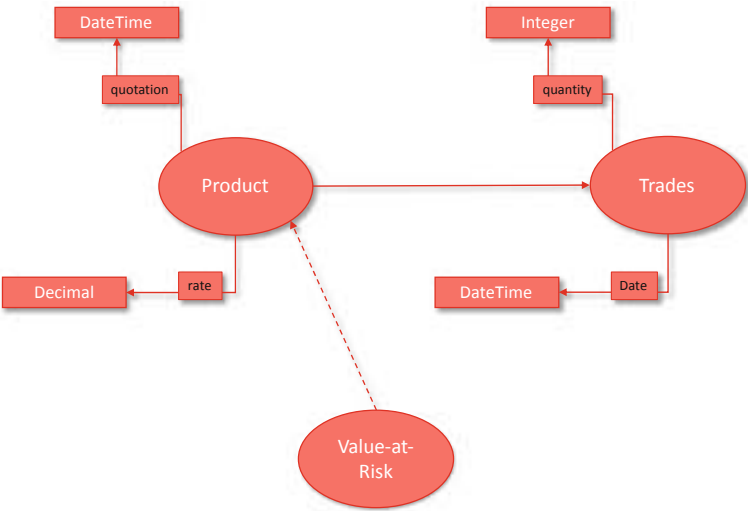 DateTime
Integer
quotation
quantity
Product
Trades
Decimal
rate
DateTime
Date
Value-at-
Risk